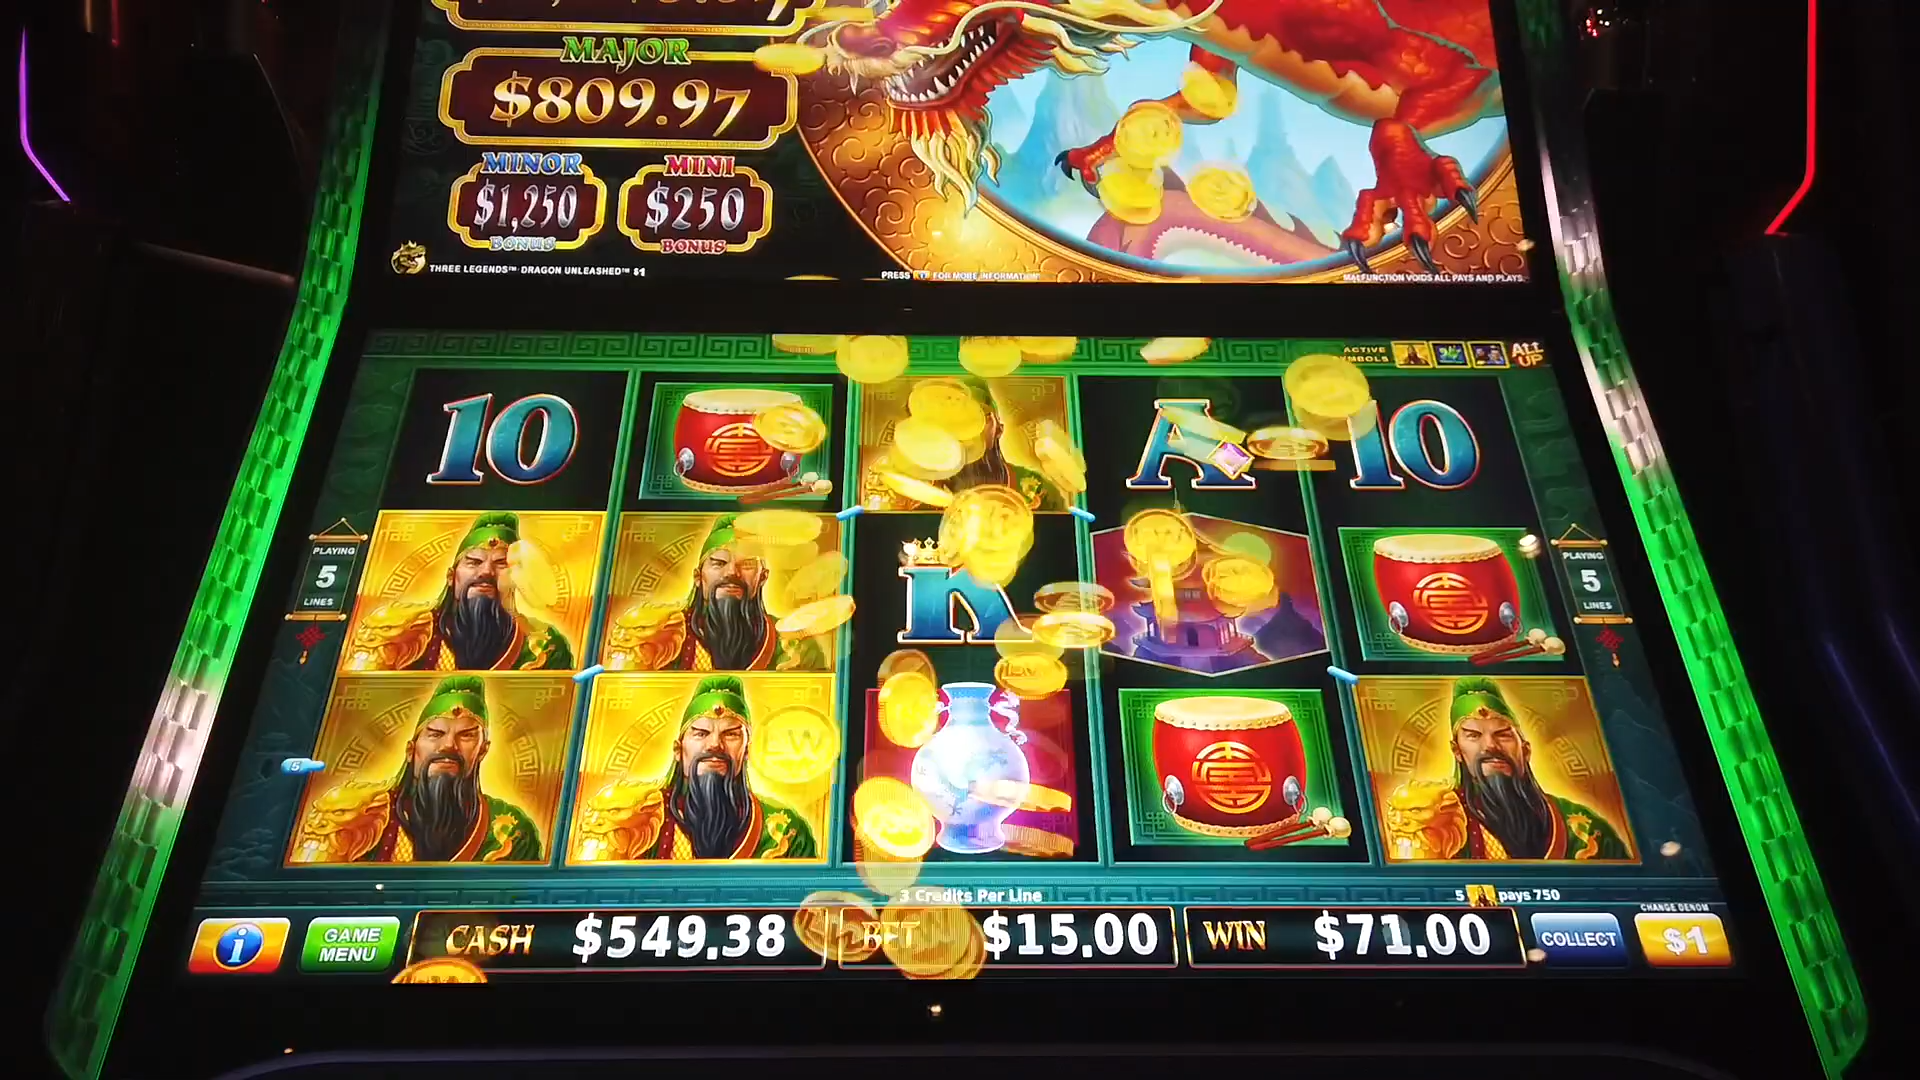 MAJOR
$809.97
MINOR
$1,250
BONUS
MINI
$250
BONUS
THREE LEGENDS™ DRAGON UNLEASHED™ $1
PRESS
FOR MORE INFORMATION
MALFUNCTION VOIDS ALL PAYS AND PLAYS.
ACTIVE
SYMBOLS
ALL
UP
10
A
10
PLAYING
5
LINES
K
PLAYING
5
LINES
5
3 Credits Per Line
5 pays 750
GAME
MENU
CASH $549.38
BET $15.00
WIN $71.00
COLLECT
CHANGE DENOM
$1